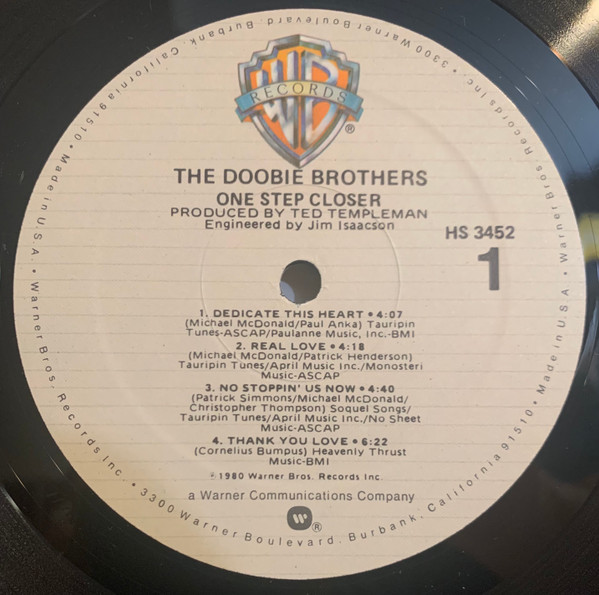 WB
RECORDS
®
THE DOOBIE BROTHERS
ONE STEP CLOSER
PRODUCED BY TED TEMPLEMAN
Engineered by Jim Isaacson
HS 3452
1
1. DEDICATE THIS HEART • 4:07
(Michael McDonald/Paul Anka) Tauripin
Tunes-ASCAP/Paulanne Music, Inc.-BMI
2. REAL LOVE • 4:18
(Michael McDonald/Patrick Henderson)
Tauripin Tunes/April Music Inc./Monosteri
Music-ASCAP
3. NO STOPPIN' US NOW • 4:40
(Patrick Simmons/Michael McDonald/
Christopher Thompson) Soquel Songs/
Tauripin Tunes/April Music Inc./No Sheet
Music-ASCAP
4. THANK YOU LOVE • 6:22
(Cornelius Bumpus) Heavenly Thrust
Music-BMI
℗ 1980 Warner Bros. Records Inc.
a Warner Communications Company
®
Warner Bros. Records Inc. • 3300 Warner Boulevard, Burbank, California 91510 • Made in U.S.A. •
Warner Bros. Records Inc. • 3300 Warner Boulevard, Burbank, California 91510 • Made in U.S.A. •